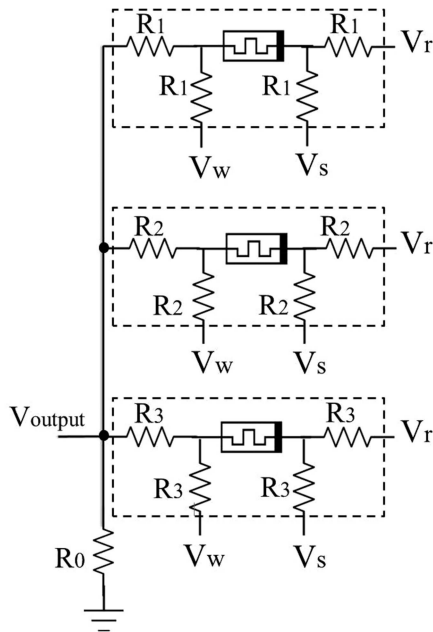 R1 R1 Vr
R1 R1
Vw Vs
R2 R2 Vr
R2 R2
Vw Vs
Voutput R3 R3 Vr
R3 R3
Vw Vs
R0